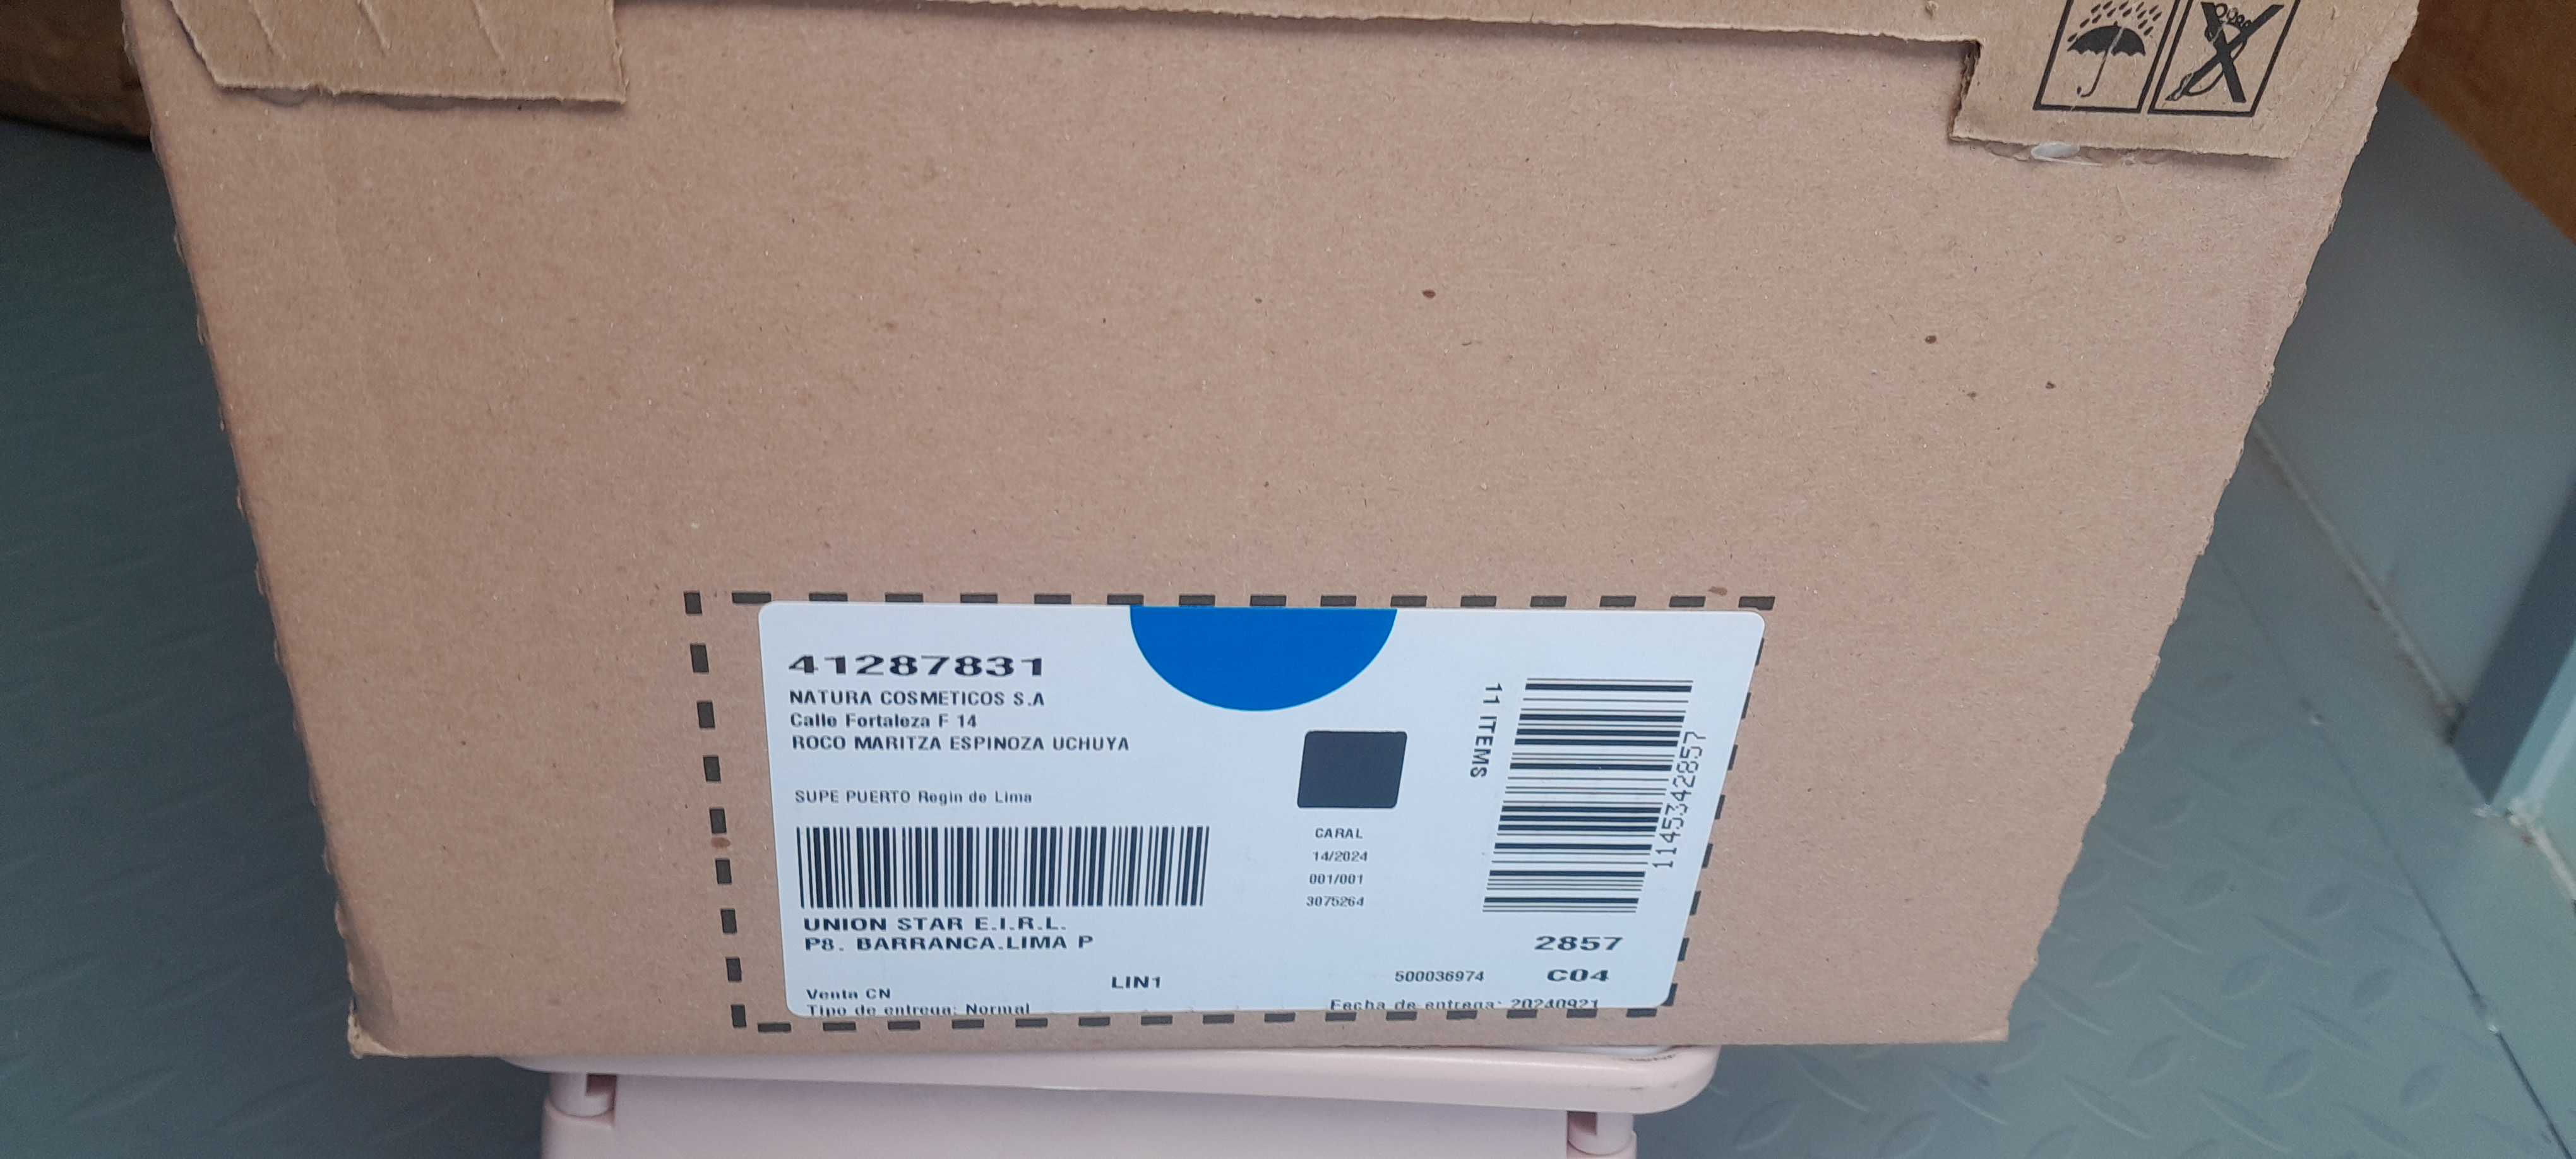 41287831
NATURA COSMETICOS S.A
Calle Fortaleza F 14
ROCO MARITZA ESPINOZA UCHUYA
SUPE PUERTO Regin de Lima
UNION STAR E.I.R.L.
P8. BARRANCA.LIMA P
LIN1
Venta CN
Tipo de entrega: Normal
CARAL
14/2024
001/001
3075264
11 ITEMS
1145342857
2857
500036974 C04
Fecha de entrega: 20240921